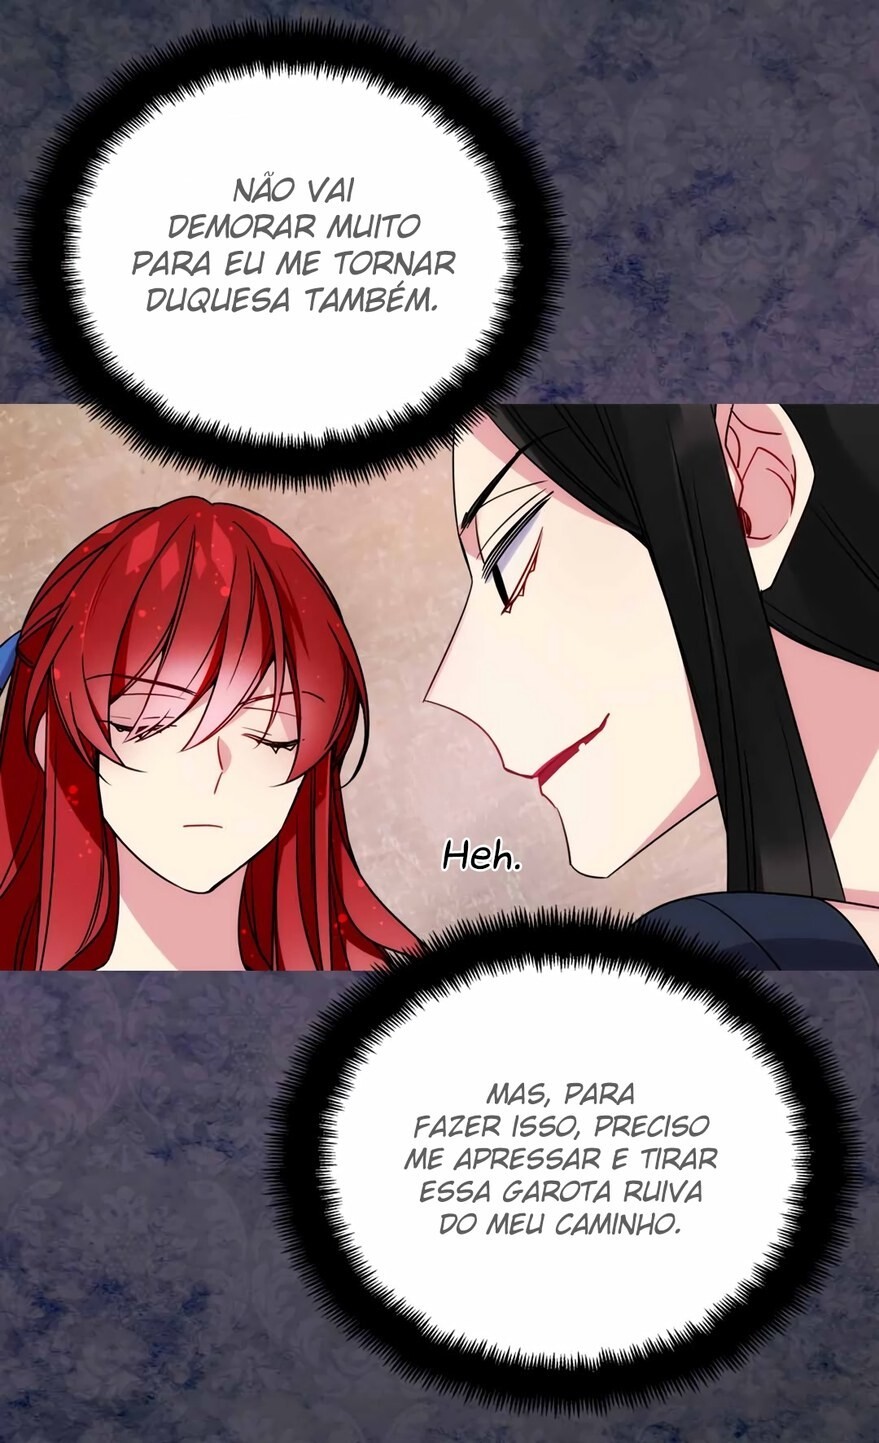 NÃO VAI
DEMORAR MUITO
PARA EU ME TORNAR
DUQUESA TAMBÉM.
Heh.
MAS, PARA
FAZER ISSO, PRECISO
ME APRESSAR E TIRAR
ESSA GAROTA RUIVA
DO MEU CAMINHO.